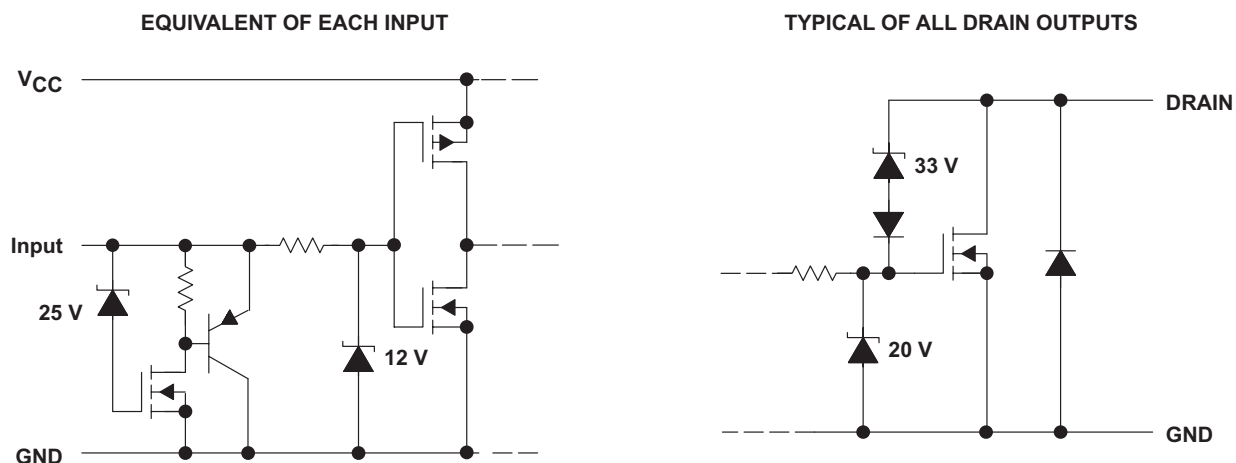 EQUIVALENT OF EACH INPUT
VCC
Input
25 V
12 V
GND
TYPICAL OF ALL DRAIN OUTPUTS
DRAIN
33 V
20 V
GND